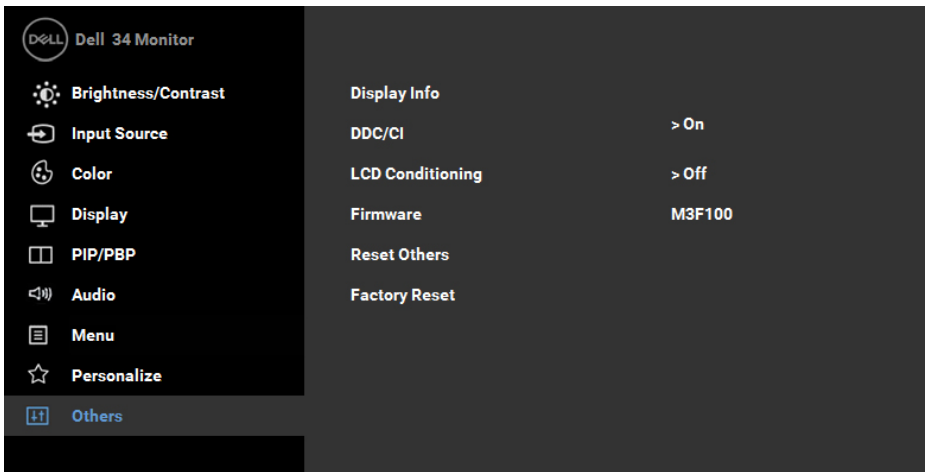 DELL Dell 34 Monitor
Brightness/Contrast
Input Source
Color
Display
PIP/PBP
Audio
Menu
Personalize
Others
Display Info
DDC/CI > On
LCD Conditioning > Off
Firmware M3F100
Reset Others
Factory Reset